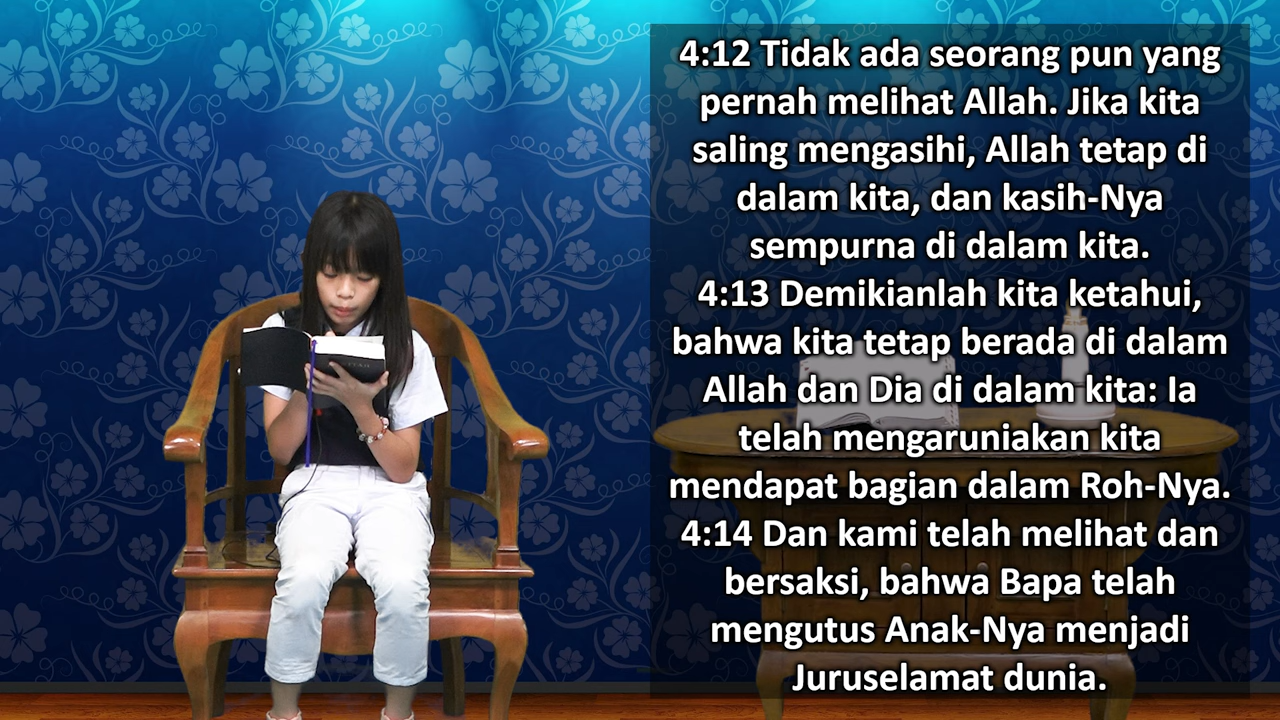 4:12 Tidak ada seorang pun yang
pernah melihat Allah. Jika kita
saling mengasihi, Allah tetap di
dalam kita, dan kasih-Nya
sempurna di dalam kita.
4:13 Demikianlah kita ketahui,
bahwa kita tetap berada di dalam
Allah dan Dia di dalam kita: Ia
telah mengaruniakan kita
mendapat bagian dalam Roh-Nya.
4:14 Dan kami telah melihat dan
bersaksi, bahwa Bapa telah
mengutus Anak-Nya menjadi
Juruselamat dunia.